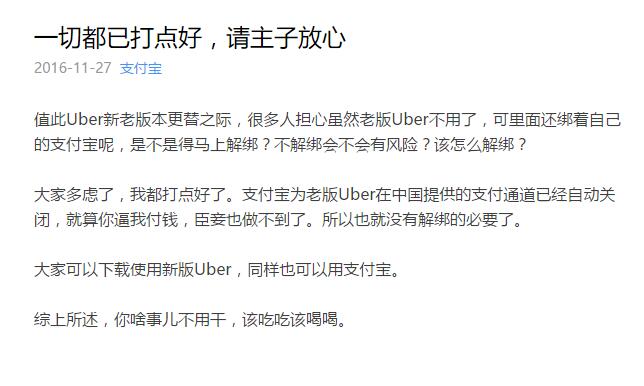 一切都已打点好，请主子放心
2016-11-27 支付宝
值此Uber新老版本更替之际，很多人担心虽然老版Uber不用了，可里面还绑着自己
的支付宝呢，是不是得马上解绑？不解绑会不会有风险？该怎么解绑？
大家多虑了，我都打点好了。支付宝为老版Uber在中国提供的支付通道已经自动关
闭，就算你逼我付钱，臣妾也做不到了。所以也就没有解绑的必要了。
大家可以下载使用新版Uber，同样也可以用支付宝。
综上所述，你啥事儿不用干，该吃吃该喝喝。